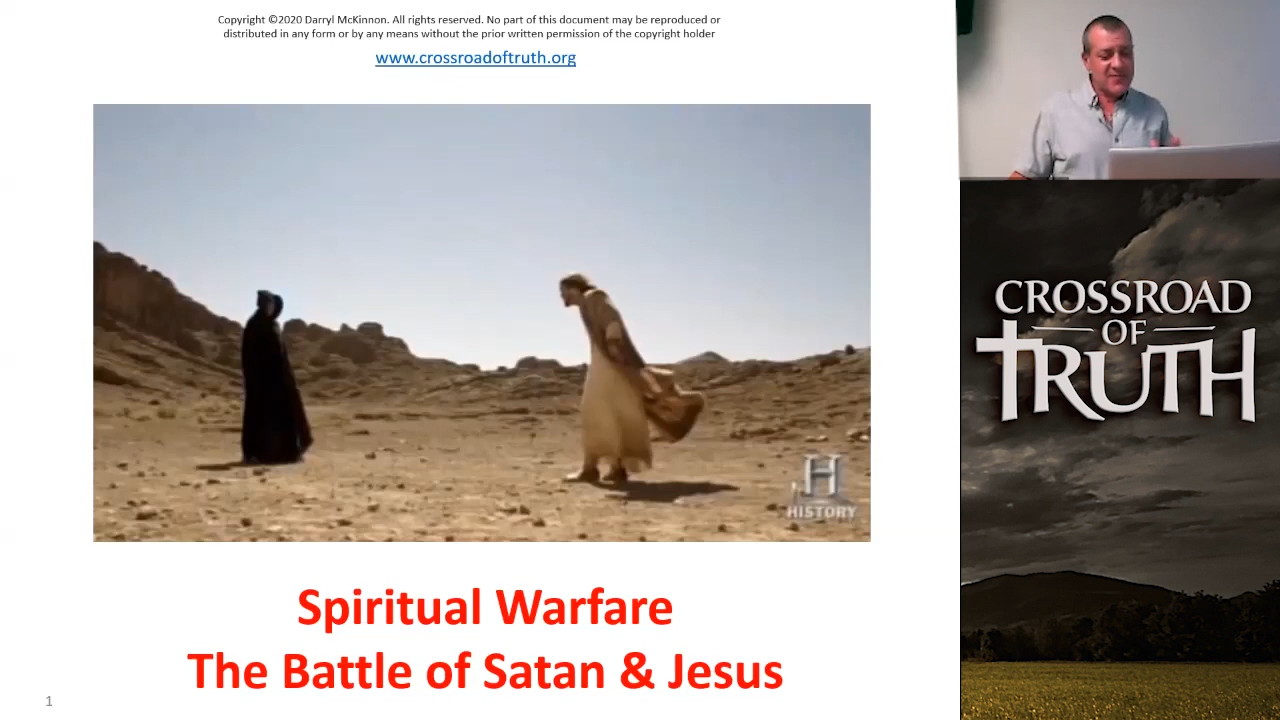 Copyright ©2020 Darryl McKinnon. All rights reserved. No part of this document may be reproduced or
distributed in any form or by any means without the prior written permission of the copyright holder
www.crossroadoftruth.org
H
HISTORY
Spiritual Warfare
The Battle of Satan & Jesus
1
CROSSROAD
OF
TRUTH